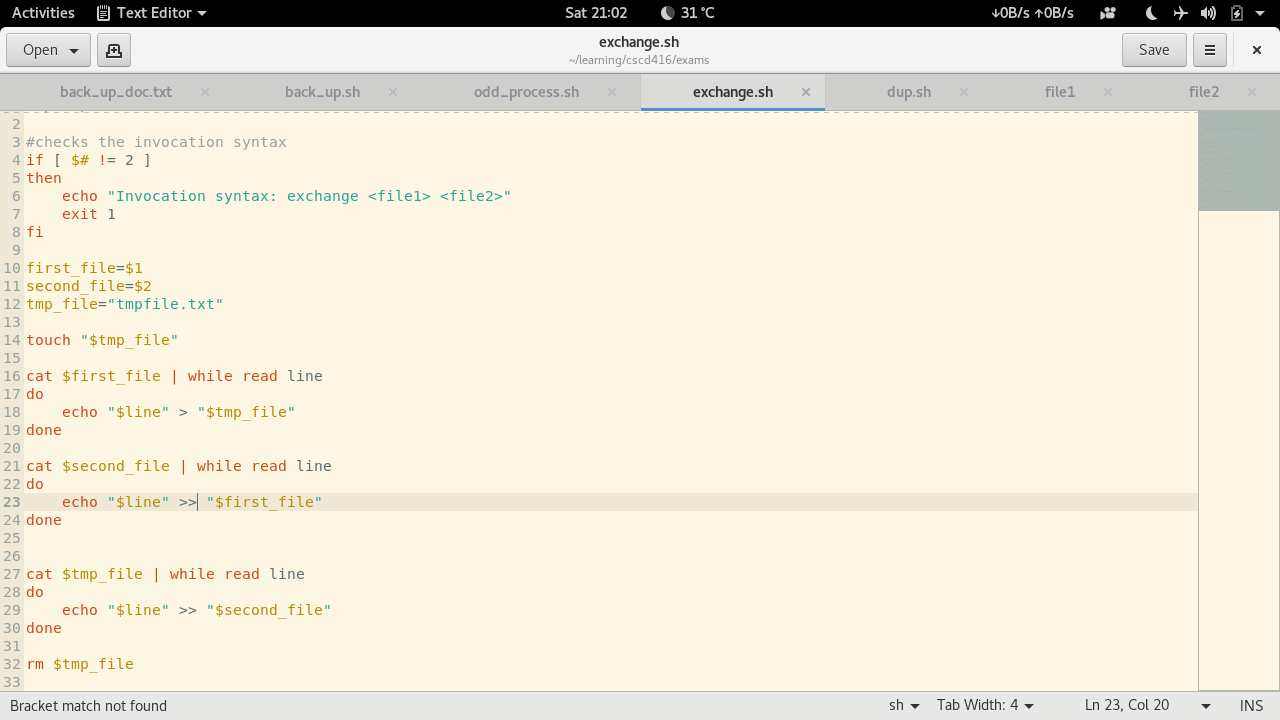 Activities Text Editor Sat 21:02 31 °C ↓0B/s ↑0B/s
Open exchange.sh Save
~/learning/cscd416/exams
back_up_doc.txt back_up.sh odd_process.sh exchange.sh dup.sh file1 file2
2
3 #checks the invocation syntax
4 if [ $# != 2 ]
5 then
6     echo "Invocation syntax: exchange <file1> <file2>"
7     exit 1
8 fi
9
10 first_file=$1
11 second_file=$2
12 tmp_file="tmpfile.txt"
13
14 touch "$tmp_file"
15
16 cat $first_file | while read line
17 do
18     echo "$line" > "$tmp_file"
19 done
20
21 cat $second_file | while read line
22 do
23     echo "$line" >> "$first_file"
24 done
25
26
27 cat $tmp_file | while read line
28 do
29     echo "$line" >> "$second_file"
30 done
31
32 rm $tmp_file
33
Bracket match not found sh Tab Width: 4 Ln 23, Col 20 INS